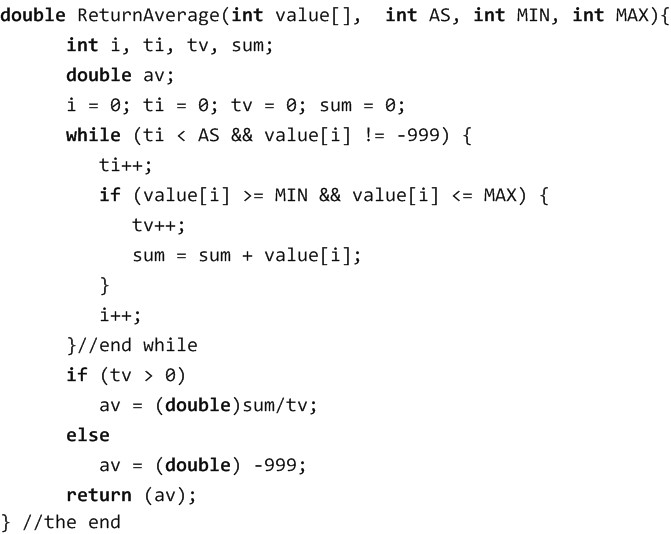 double ReturnAverage(int value[],  int AS, int MIN, int MAX){
int i, ti, tv, sum;
double av;
i = 0; ti = 0; tv = 0; sum = 0;
while (ti < AS && value[i] != -999) {
ti++;
if (value[i] >= MIN && value[i] <= MAX) {
tv++;
sum = sum + value[i];
}
i++;
}//end while
if (tv > 0)
av = (double)sum/tv;
else
av = (double) -999;
return (av);
} //the end